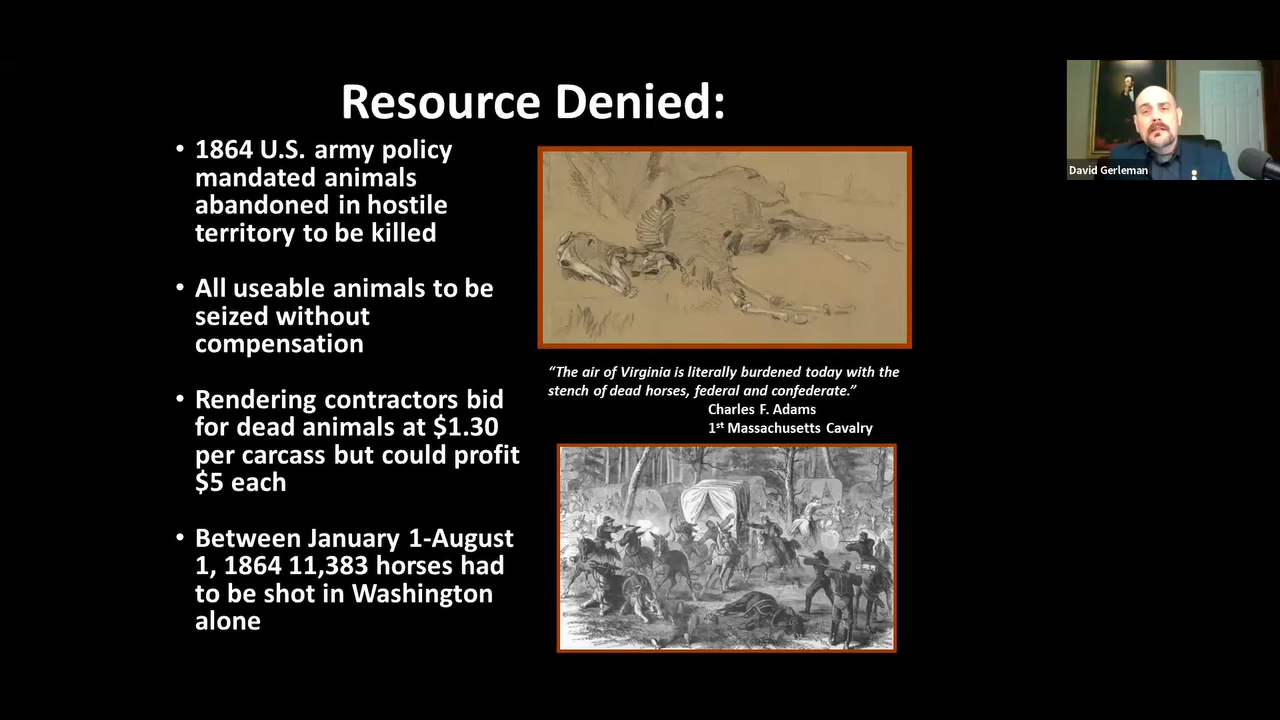 Resource Denied:
• 1864 U.S. army policy
mandated animals
abandoned in hostile
territory to be killed
• All useable animals to be
seized without
compensation
• Rendering contractors bid
for dead animals at $1.30
per carcass but could profit
$5 each
• Between January 1-August
1, 1864 11,383 horses had
to be shot in Washington
alone
“The air of Virginia is literally burdened today with the
stench of dead horses, federal and confederate.”
Charles F. Adams
1st Massachusetts Cavalry
David Gerleman